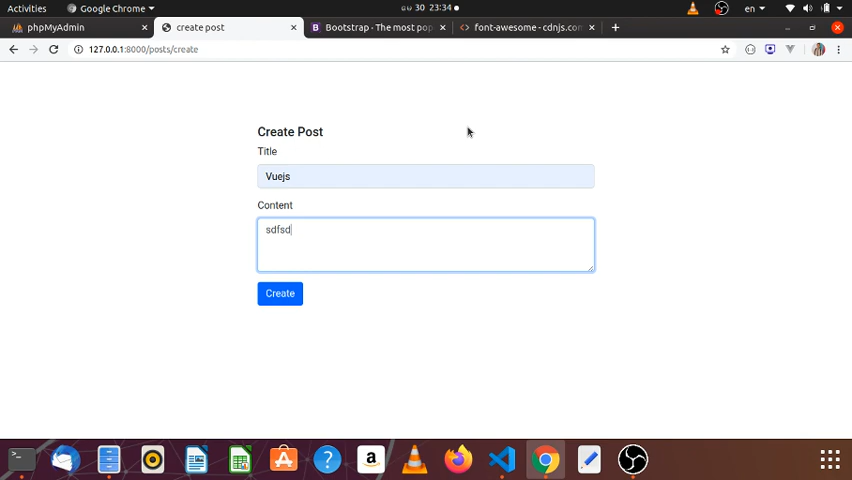 Activities Google Chrome 30 23:34 en
phpMyAdmin create post Bootstrap · The most pop font-awesome - cdnjs.com
127.0.0.1:8000/posts/create
Create Post
Title
Vuejs
Content
sdfsd
Create